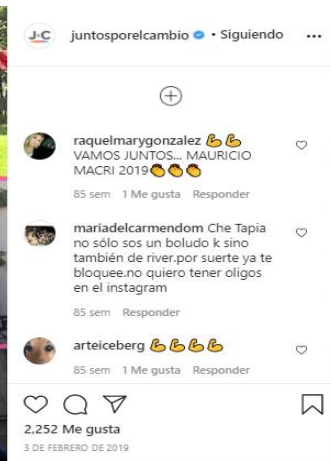 J+C juntosporelcambio • Siguiendo ...
raquelmarygonzalez 💪💪
VAMOS JUNTOS... MAURICIO
MACRI 2019👏👏👏
85 sem 1 Me gusta Responder
mariadelcarmendom Che Tapia
no sólo sos un boludo k sino
también de river.por suerte ya te
bloquee.no quiero tener oligos
en el instagram
85 sem Responder
arteiceberg 💪💪💪💪
85 sem 1 Me gusta Responder
2,252 Me gusta
3 DE FEBRERO DE 2019